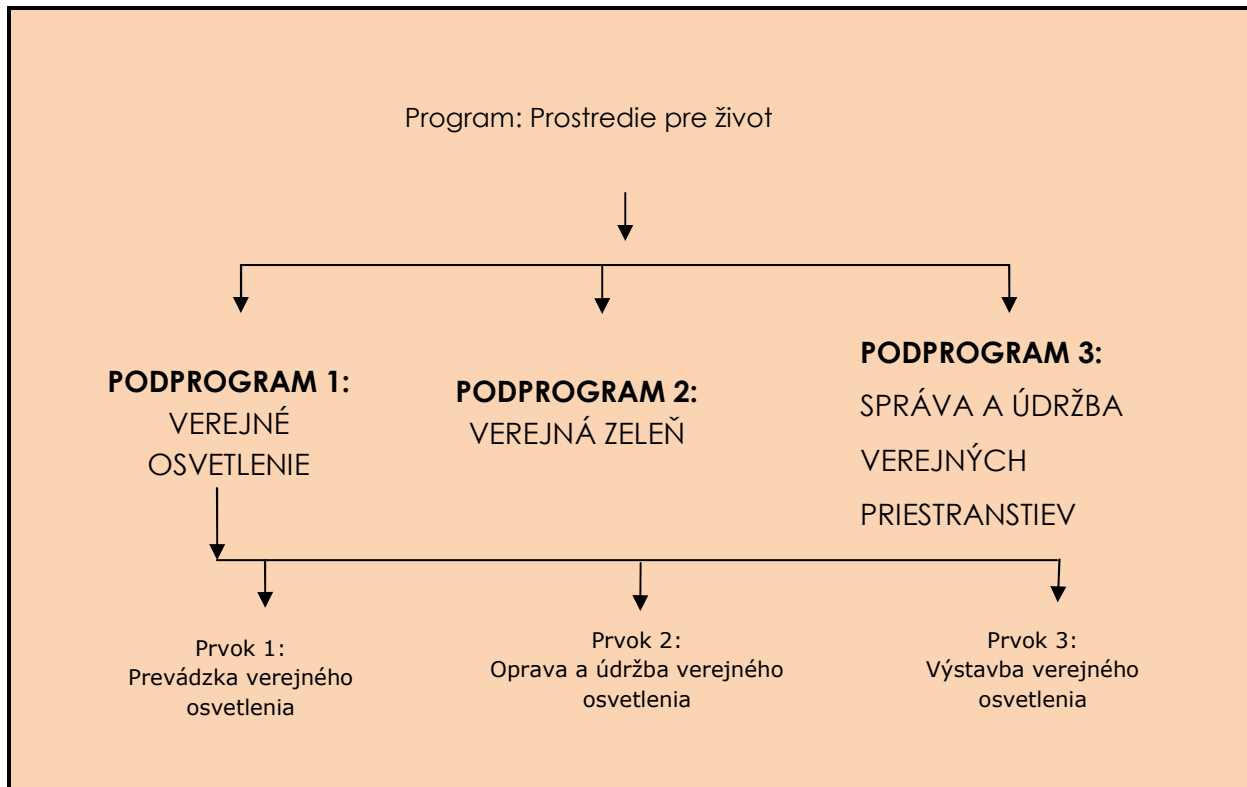 Program: Prostredie pre život
PODPROGRAM 1:
VEREJNÉ
OSVETLENIE
PODPROGRAM 2:
VEREJNÁ ZELEŇ
PODPROGRAM 3:
SPRÁVA A ÚDRŽBA
VEREJNÝCH
PRIESTRANSTIEV
Prvok 1:
Prevádzka verejného
osvetlenia
Prvok 2:
Oprava a údržba verejného
osvetlenia
Prvok 3:
Výstavba verejného
osvetlenia